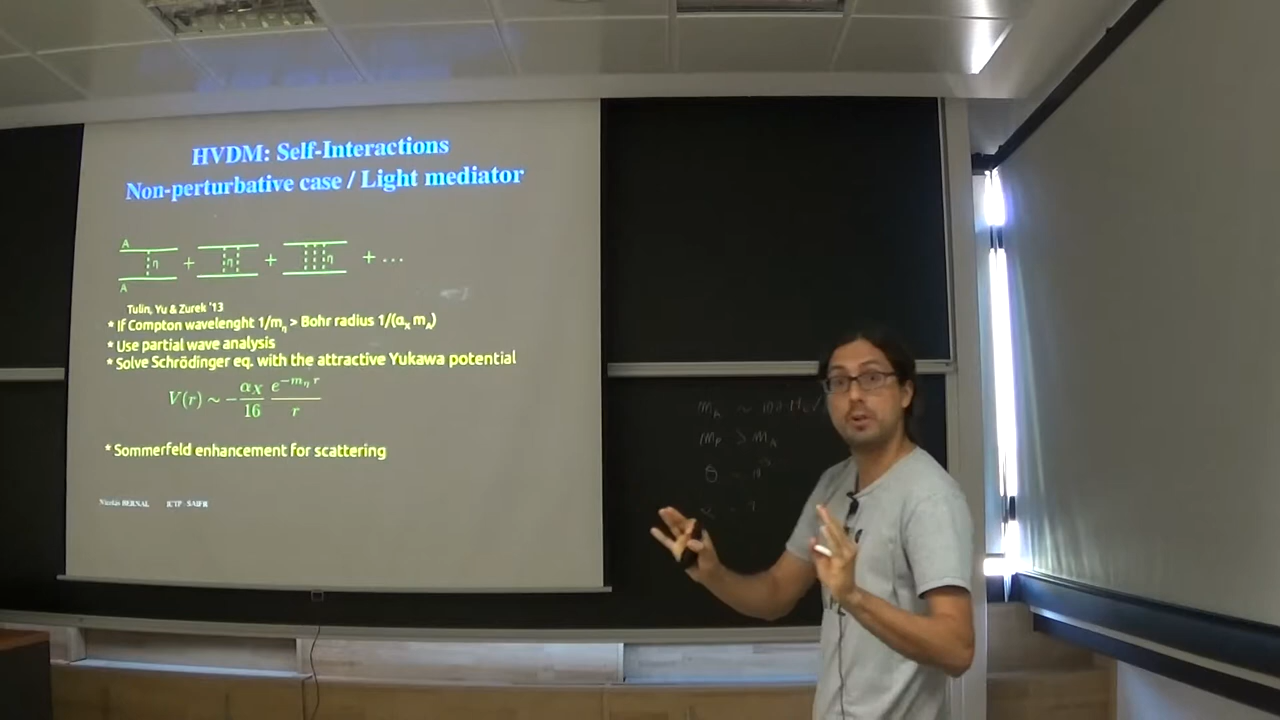 HVDM: Self-Interactions
Non-perturbative case / Light mediator
A
η + η + η + ...
A
Tulin, Yu & Zurek '13
* If Compton wavelenght 1/m_η > Bohr radius 1/(α_X m_A)
* Use partial wave analysis
* Solve Schrödinger eq. with the attractive Yukawa potential
V(r) ∼ −α_X/16 e^{−m_η r}/r
* Sommerfeld enhancement for scattering
Nicolás BERNAL ICTP - SAIFR
m_h ~